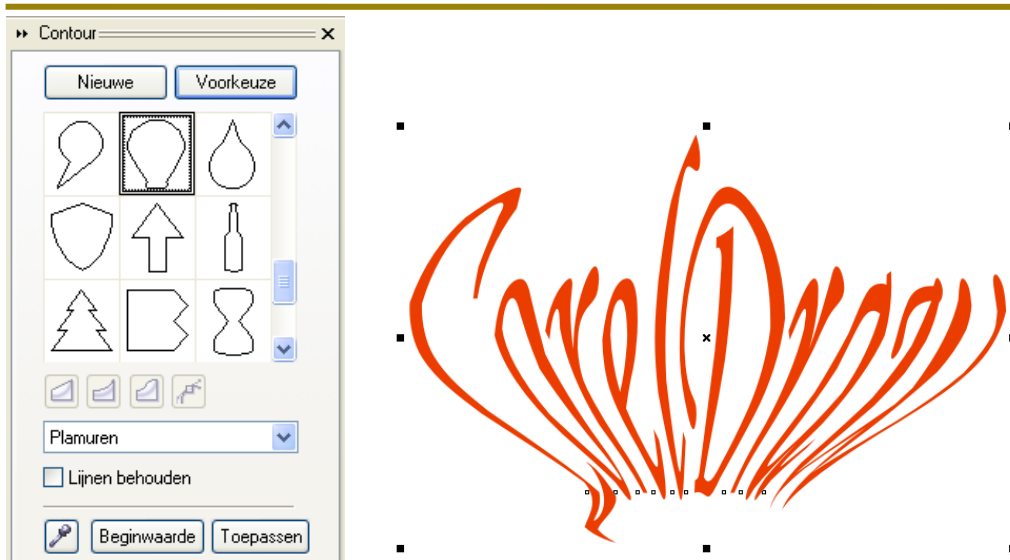 Contour
Nieuwe Voorkeuze
Plamuren
Lijnen behouden
Beginwaarde Toepassen
CorelDraw